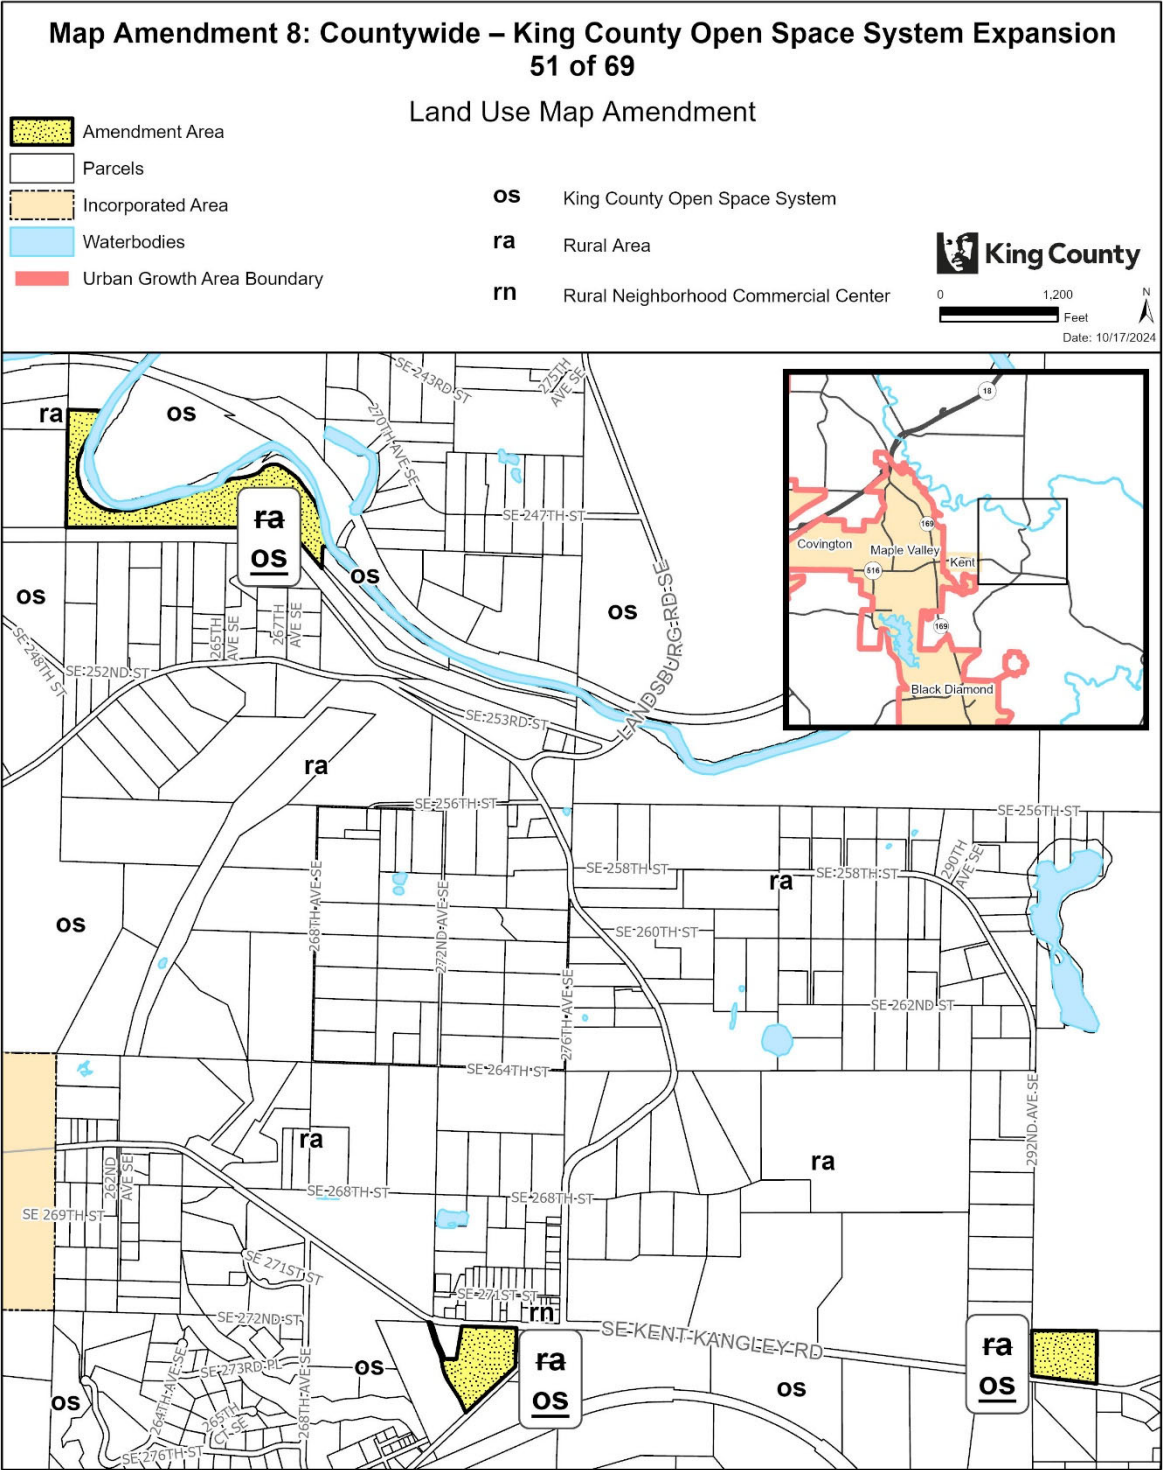 Map Amendment 8: Countywide – King County Open Space System Expansion
51 of 69
Land Use Map Amendment
Amendment Area
Parcels
Incorporated Area
Waterbodies
Urban Growth Area Boundary
os King County Open Space System
ra Rural Area
rn Rural Neighborhood Commercial Center
King County
0 1,200
Feet
N
Date: 10/17/2024
SE 243RD ST
275TH
AVE SE
ra
os
270TH AVE SE
18
ra
os
SE 247TH ST
169
Covington
Maple Valley
Kent
516
os
os
os
LANDSBURG RD SE
265TH
AVE SE
267TH
AVE SE
169
SE 248TH ST
SE 252ND ST
Black Diamond
SE 253RD ST
ra
SE 256TH ST
SE 256TH ST
SE 258TH ST
ra
SE 258TH ST
290TH
AVE SE
268TH AVE SE
272ND AVE SE
os
SE 260TH ST
276TH AVE SE
SE 262ND ST
SE 264TH ST
292ND AVE SE
ra
ra
262ND
AVE SE
SE 268TH ST
SE 268TH ST
SE 269TH ST
SE 271ST ST
SE 271ST ST
rn
SE 272ND ST
SE KENT KANGLEY RD
ra
os
ra
os
SE 273RD PL
os
os
os
264TH AVE SE
265TH
CT SE
268TH AVE SE
SE 276TH ST